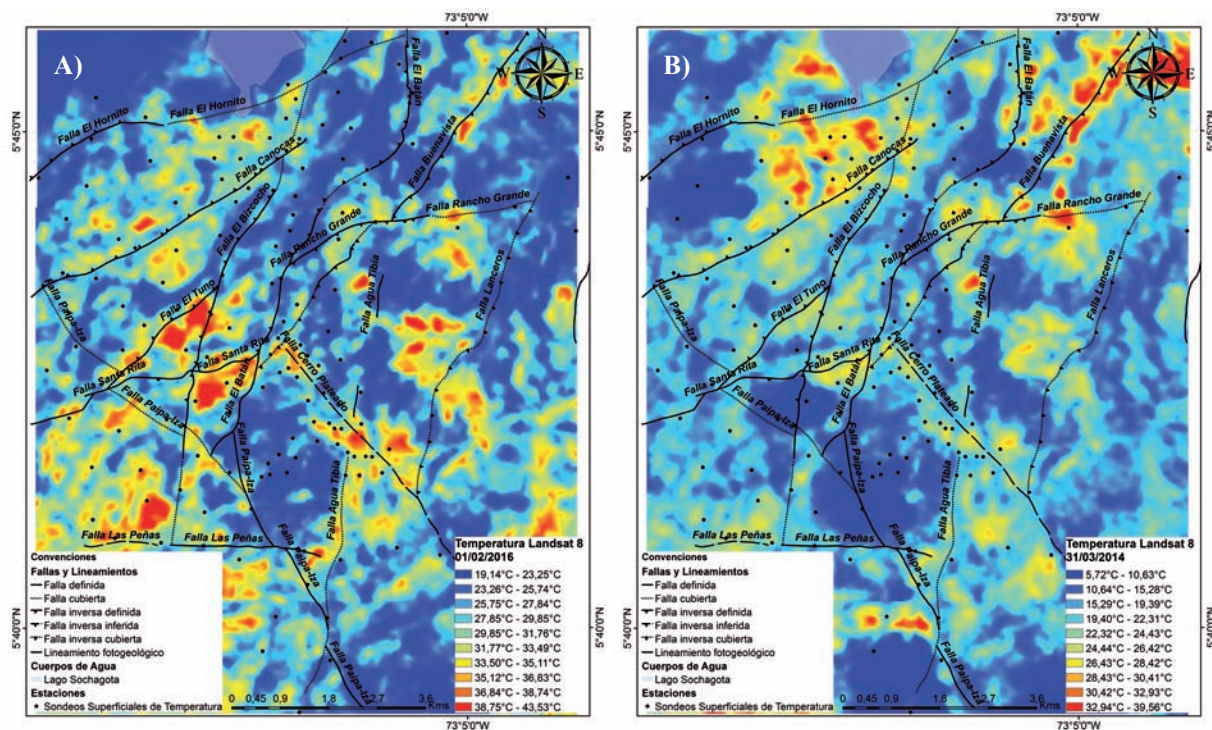 73°5'0"W
A)
N
W E
S
Falla El Batán
Falla El Hornito
Falla El Hornito
5°45'0"N
Falla Buenavista
Falla Canocas
Falla El Bizcocho
Falla Rancho Grande
Falla Rancho Grande
Falla Lanceros
Falla Agua Tibia
Falla El Tuno
Falla Paipa-Iza
Falla Santa Rita
Falla Santa Rita
Falla El Batán
Falla Cerro Plateado
Falla Paipa-Iza
Falla Paipa-Iza
Falla Agua Tibia
Falla Las Peñas
Falla Las Peñas
Falla Paipa-Iza
Falla Paipa-Iza
5°40'0"N
Convenciones
Fallas y Lineamientos
Falla definida
Falla cubierta
Falla inversa definida
Falla inversa inferida
Falla inversa cubierta
Lineamiento fotogeológico
Cuerpos de Agua
Lago Sochagota
Estaciones
Sondeos Superficiales de Temperatura
0 0,45 0,9 1,8 2,7 3,6
Kms
Temperatura Landsat 8
01/02/2016
19,14°C - 23,25°C
23,26°C - 25,74°C
25,75°C - 27,84°C
27,85°C - 29,85°C
29,85°C - 31,76°C
31,77°C - 33,49°C
33,50°C - 35,11°C
35,12°C - 36,83°C
36,84°C - 38,74°C
38,75°C - 43,53°C
73°5'0"W
73°5'0"W
B)
N
W E
S
Falla El Batán
Falla El Hornito
Falla El Hornito
5°45'0"N
Falla Buenavista
Falla Canocas
Falla El Bizcocho
Falla Rancho Grande
Falla Rancho Grande
Falla Lanceros
Falla Agua Tibia
Falla El Tuno
Falla Paipa-Iza
Falla Santa Rita
Falla Santa Rita
Falla El Batán
Falla Cerro Plateado
Falla Paipa-Iza
Falla Paipa-Iza
Falla Agua Tibia
Falla Las Peñas
Falla Las Peñas
Falla Paipa-Iza
Falla Paipa-Iza
5°40'0"N
Convenciones
Fallas y Lineamientos
Falla definida
Falla cubierta
Falla inversa definida
Falla inversa inferida
Falla inversa cubierta
Lineamiento fotogeológico
Cuerpos de Agua
Lago Sochagota
Estaciones
Sondeos Superficiales de Temperatura
0 0,45 0,9 1,8 2,7 3,6
Kms
Temperatura Landsat 8
31/03/2014
5,72°C - 10,63°C
10,64°C - 15,28°C
15,29°C - 19,39°C
19,40°C - 22,31°C
22,32°C - 24,43°C
24,44°C - 26,42°C
26,43°C - 28,42°C
28,43°C - 30,41°C
30,42°C - 32,93°C
32,94°C - 39,56°C
73°5'0"W